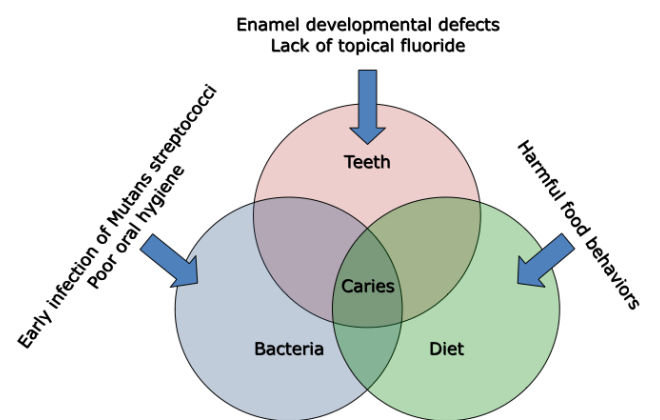 Enamel developmental defects
Lack of topical fluoride
Early infection of Mutans streptococci
Poor oral hygiene
Harmful food behaviors
Teeth
Caries
Bacteria
Diet